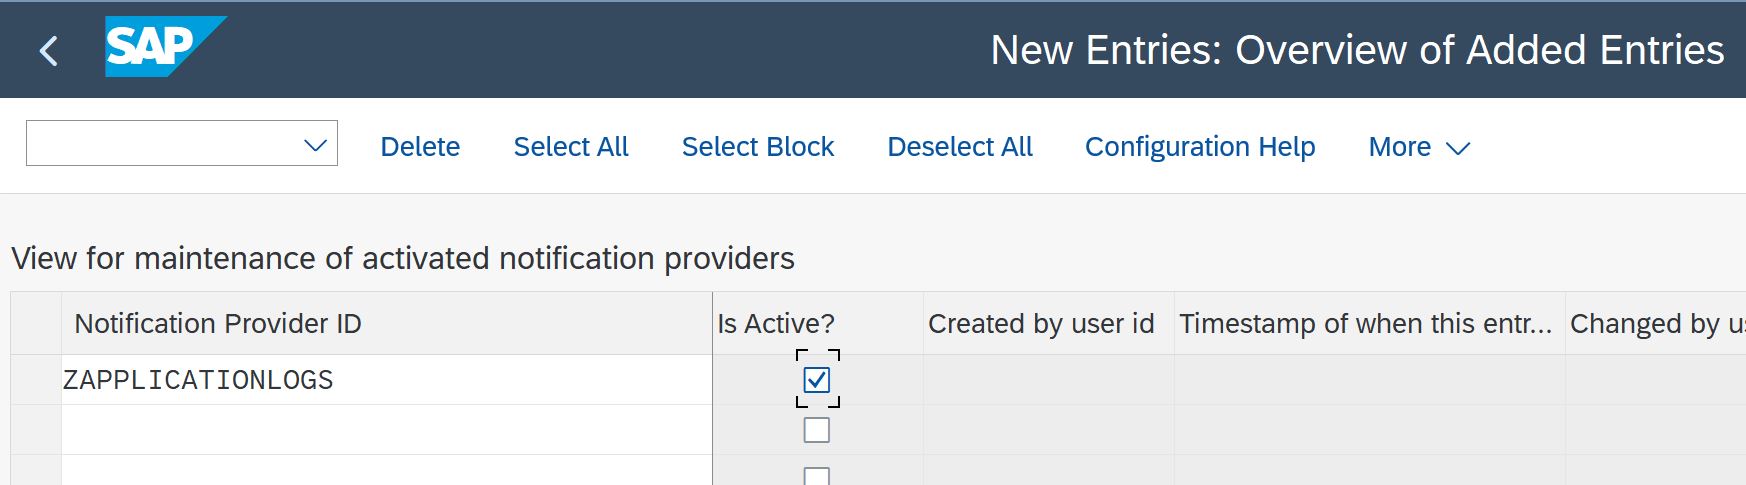 SAP
New Entries: Overview of Added Entries
Delete Select All Select Block Deselect All Configuration Help More
View for maintenance of activated notification providers
Notification Provider ID Is Active? Created by user id Timestamp of when this entr... Changed by
ZAPPLICATIONLOGS